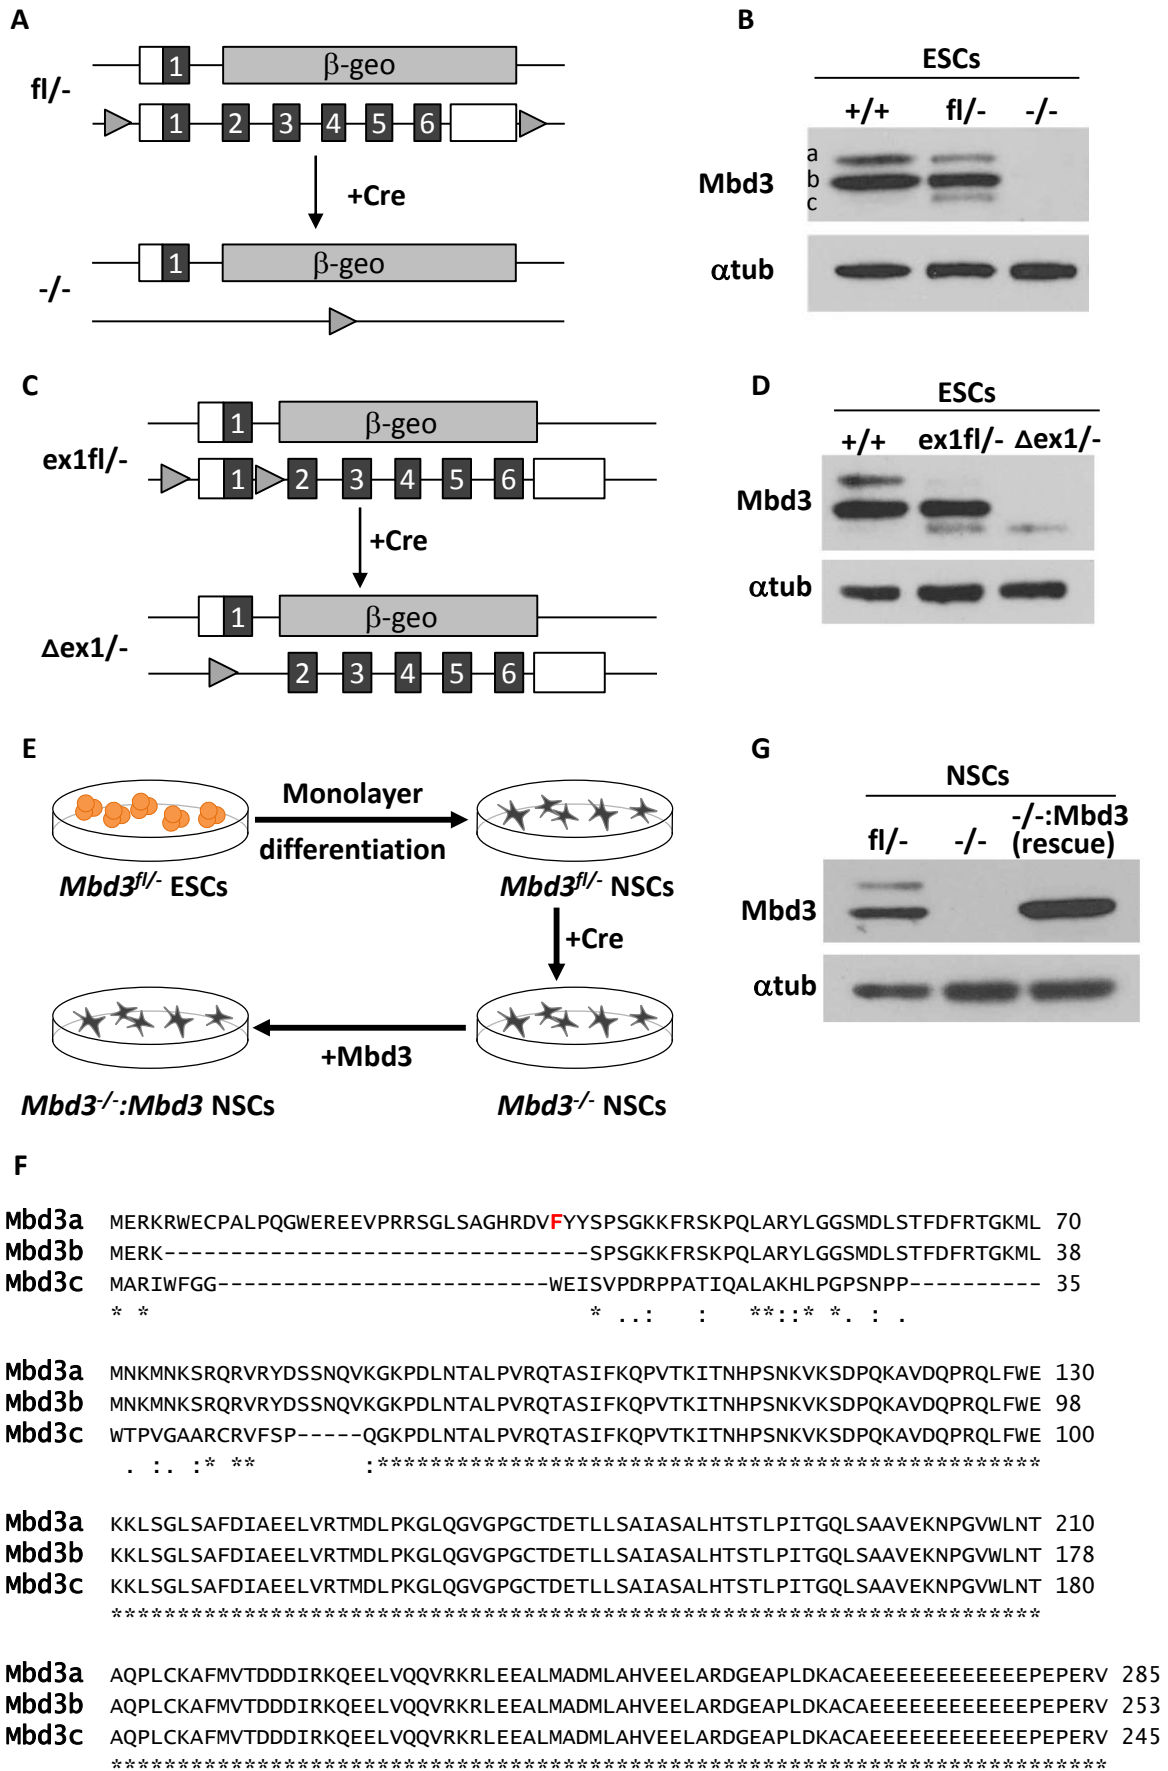 A
fl/-
1
β-geo
1 2 3 4 5 6
+Cre
-/-
1
β-geo
B
ESCs
+/+ fl/- -/-
Mbd3
a
b
c
αtub
C
ex1fl/-
1
β-geo
1 2 3 4 5 6
+Cre
Δex1/-
1
β-geo
2 3 4 5 6
D
ESCs
+/+ ex1fl/- Δex1/-
Mbd3
αtub
E
Monolayer
differentiation
Mbd3fl/- ESCs
Mbd3fl/- NSCs
+Cre
+Mbd3
Mbd3-/-:Mbd3 NSCs
Mbd3-/- NSCs
G
NSCs
fl/- -/- -/-:Mbd3
(rescue)
Mbd3
αtub
F
Mbd3a MERKRWECPALPQGWEREEVPRRSGLSAGHRDVFYYSPSGKKFRSKPQLARYLGGSMDLSTFDFRTGKML 70
Mbd3b MERK--------------------------------SPSGKKFRSKPQLARYLGGSMDLSTFDFRTGKML 38
Mbd3c MARIWFGG-------------------------WEISVPDRPPATIQALAKHLPGPSNPP---------- 35
* * * ..: : **::* *. : .
Mbd3a MNKMNKSRQRVRYDSSNQVKGKPDLNTALPVRQTASIFKQPVTKITNHPSNKVKSDPQKAVDQPRQLFWE 130
Mbd3b MNKMNKSRQRVRYDSSNQVKGKPDLNTALPVRQTASIFKQPVTKITNHPSNKVKSDPQKAVDQPRQLFWE 98
Mbd3c WTPVGAARCRVFSP-----QGKPDLNTALPVRQTASIFKQPVTKITNHPSNKVKSDPQKAVDQPRQLFWE 100
. :. :* ** :**************************************************
Mbd3a KKLSGLSAFDIAEELVRTMDLPKGLQGVGPGCTDETLLSAIASALHTSTLPITGQLSAAVEKNPGVWLNT 210
Mbd3b KKLSGLSAFDIAEELVRTMDLPKGLQGVGPGCTDETLLSAIASALHTSTLPITGQLSAAVEKNPGVWLNT 178
Mbd3c KKLSGLSAFDIAEELVRTMDLPKGLQGVGPGCTDETLLSAIASALHTSTLPITGQLSAAVEKNPGVWLNT 180
**********************************************************************
Mbd3a AQPLCKAFMVTDDDIRKQEELVQQVRKRLEEALMADMLAHVEELARDGEAPLDKACAEEEEEEEEEEEEPEPERV 285
Mbd3b AQPLCKAFMVTDDDIRKQEELVQQVRKRLEEALMADMLAHVEELARDGEAPLDKACAEEEEEEEEEEEEPEPERV 253
Mbd3c AQPLCKAFMVTDDDIRKQEELVQQVRKRLEEALMADMLAHVEELARDGEAPLDKACAEEEEEEEEEEEEPEPERV 245
***************************************************************************